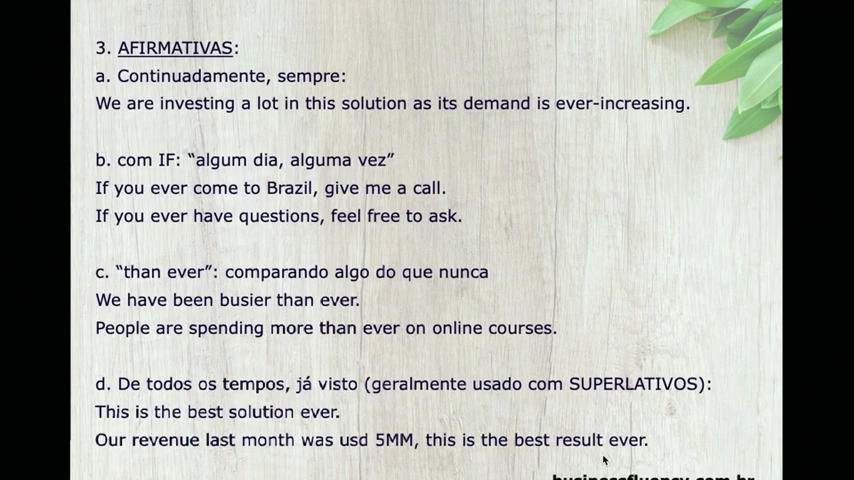 3. AFIRMATIVAS:
a. Continuadamente, sempre:
We are investing a lot in this solution as its demand is ever-increasing.
b. com IF: “algum dia, alguma vez”
If you ever come to Brazil, give me a call.
If you ever have questions, feel free to ask.
c. “than ever”: comparando algo do que nunca
We have been busier than ever.
People are spending more than ever on online courses.
d. De todos os tempos, já visto (geralmente usado com SUPERLATIVOS):
This is the best solution ever.
Our revenue last month was usd 5MM, this is the best result ever.
businessfluency.com.br